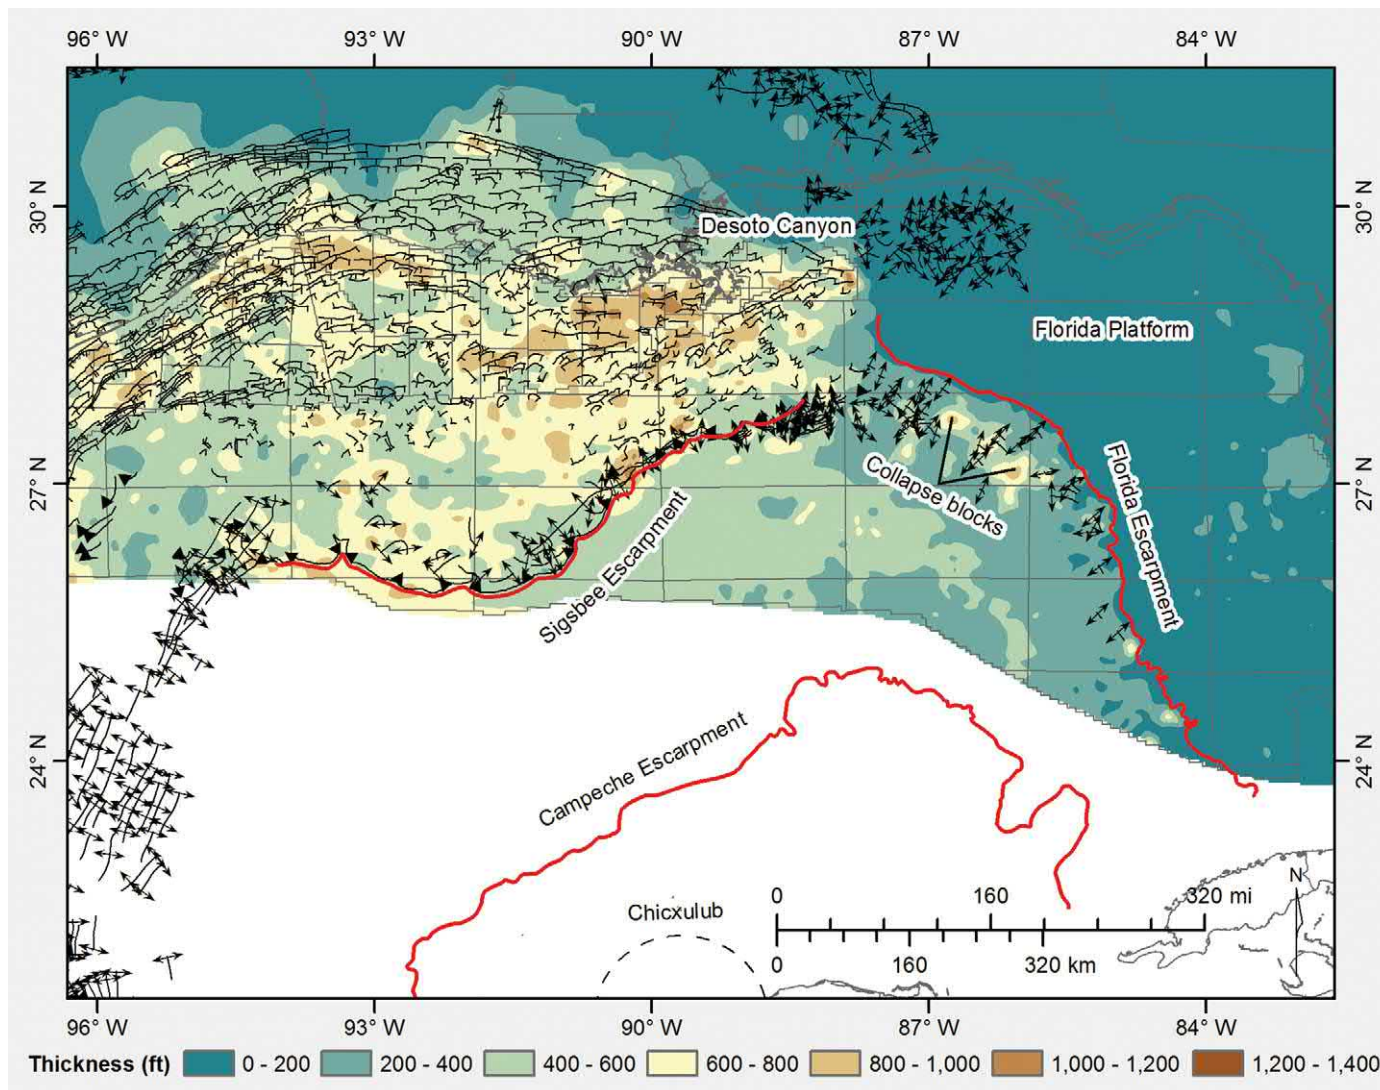 96° W 93° W 90° W 87° W 84° W
30° N
30° N
Desoto Canyon
Florida Platform
27° N
27° N
Collapse blocks
Florida Escarpment
Sigsbee Escarpment
24° N
24° N
Campeche Escarpment
Chicxulub
0 160 320 mi
0 160 320 km
N
96° W 93° W 90° W 87° W 84° W
Thickness (ft) 0 - 200 200 - 400 400 - 600 600 - 800 800 - 1,000 1,000 - 1,200 1,200 - 1,400